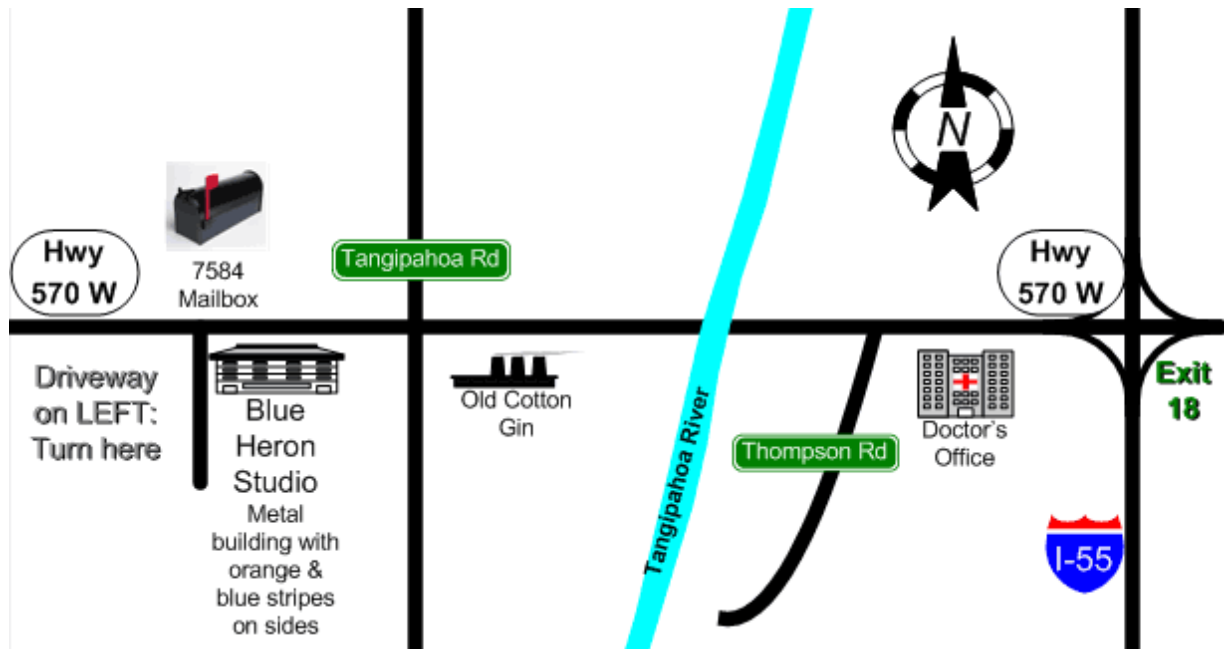 N
Hwy
570 W
7584
Mailbox
Tangipahoa Rd
Hwy
570 W
Driveway
on LEFT:
Turn here
Blue
Heron
Studio
Metal
building with
orange &
blue stripes
on sides
Old Cotton
Gin
Tangipahoa River
Thompson Rd
Doctor's
Office
Exit
18
I-55